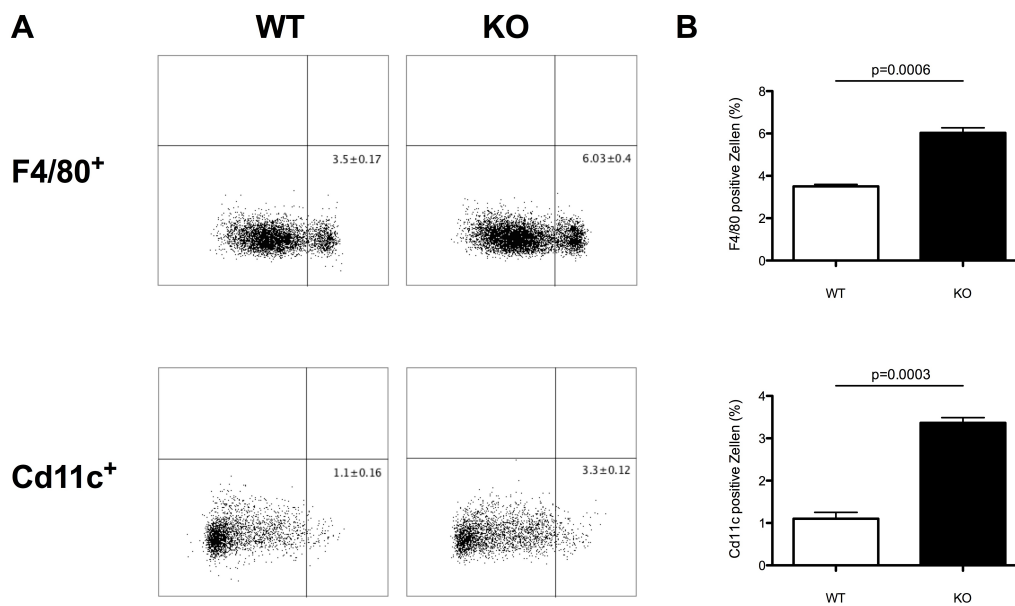 A
WT
KO
B
F4/80+
3.5±0.17
6.03±0.4
p=0.0006
F4/80 positive Zellen (%)
8
6
4
2
0
WT
KO
Cd11c+
1.1±0.16
3.3±0.12
p=0.0003
Cd11c positive Zellen (%)
4
3
2
1
0
WT
KO